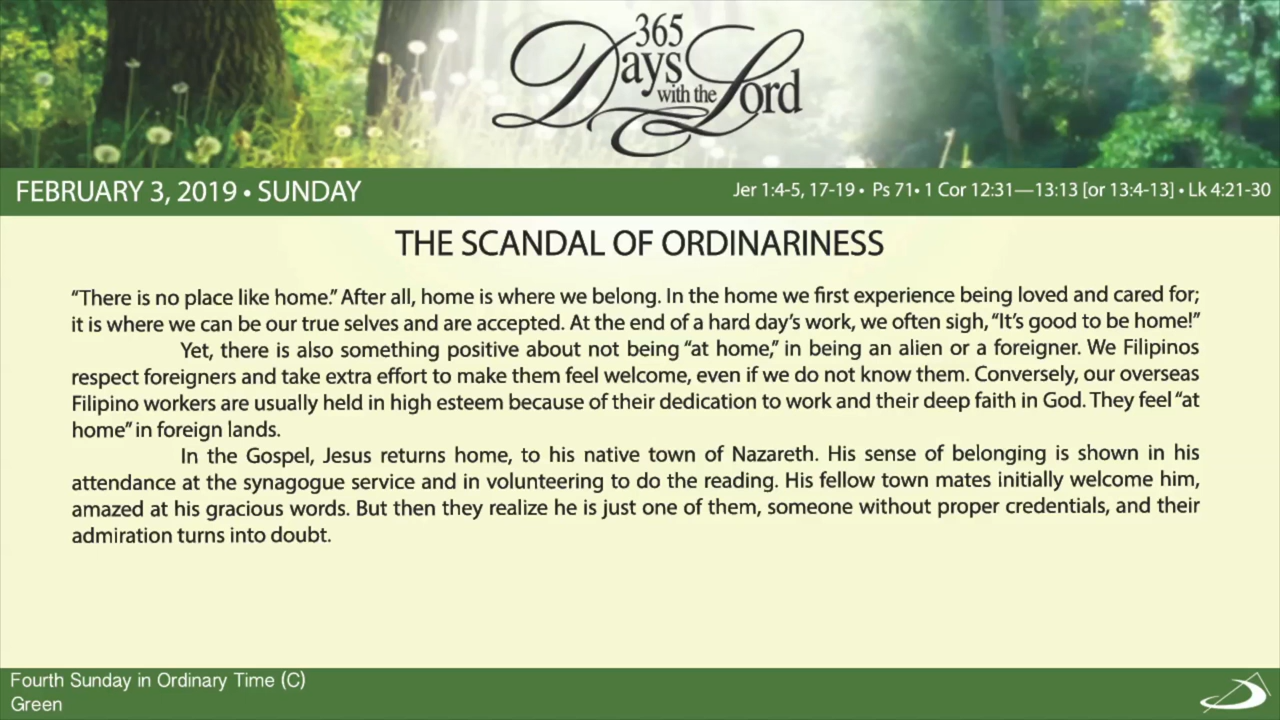 365
Days
with the Lord
FEBRUARY 3, 2019 • SUNDAY
Jer 1:4-5, 17-19 • Ps 71• 1 Cor 12:31—13:13 [or 13:4-13] • Lk 4:21-30
THE SCANDAL OF ORDINARINESS
“There is no place like home.” After all, home is where we belong. In the home we first experience being loved and cared for;
it is where we can be our true selves and are accepted. At the end of a hard day’s work, we often sigh, “It’s good to be home!”
Yet, there is also something positive about not being “at home,” in being an alien or a foreigner. We Filipinos
respect foreigners and take extra effort to make them feel welcome, even if we do not know them. Conversely, our overseas
Filipino workers are usually held in high esteem because of their dedication to work and their deep faith in God. They feel “at
home” in foreign lands.
In the Gospel, Jesus returns home, to his native town of Nazareth. His sense of belonging is shown in his
attendance at the synagogue service and in volunteering to do the reading. His fellow town mates initially welcome him,
amazed at his gracious words. But then they realize he is just one of them, someone without proper credentials, and their
admiration turns into doubt.
Fourth Sunday in Ordinary Time (C)
Green